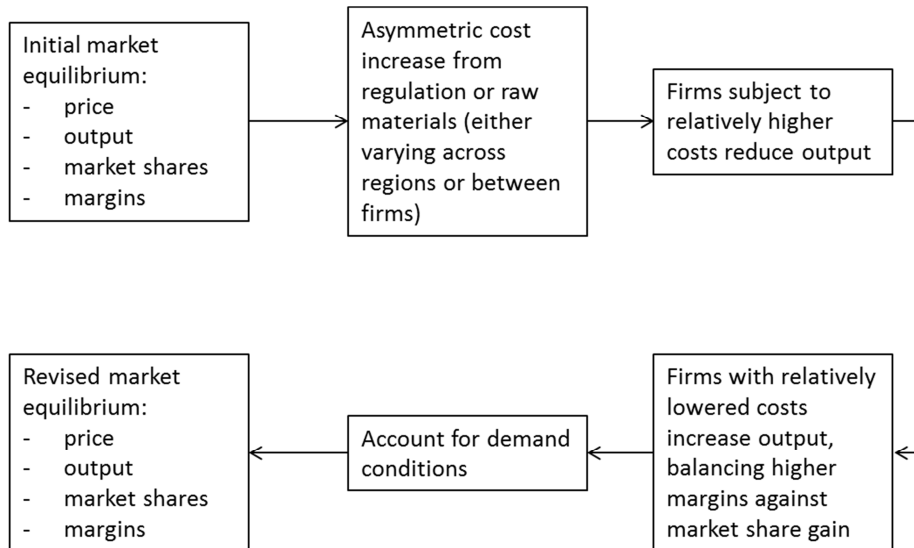 Initial market
equilibrium:
- price
- output
- market shares
- margins
Asymmetric cost
increase from
regulation or raw
materials (either
varying across
regions or between
firms)
Firms subject to
relatively higher
costs reduce output
Firms with relatively
lowered costs
increase output,
balancing higher
margins against
market share gain
Account for demand
conditions
Revised market
equilibrium:
- price
- output
- market shares
- margins